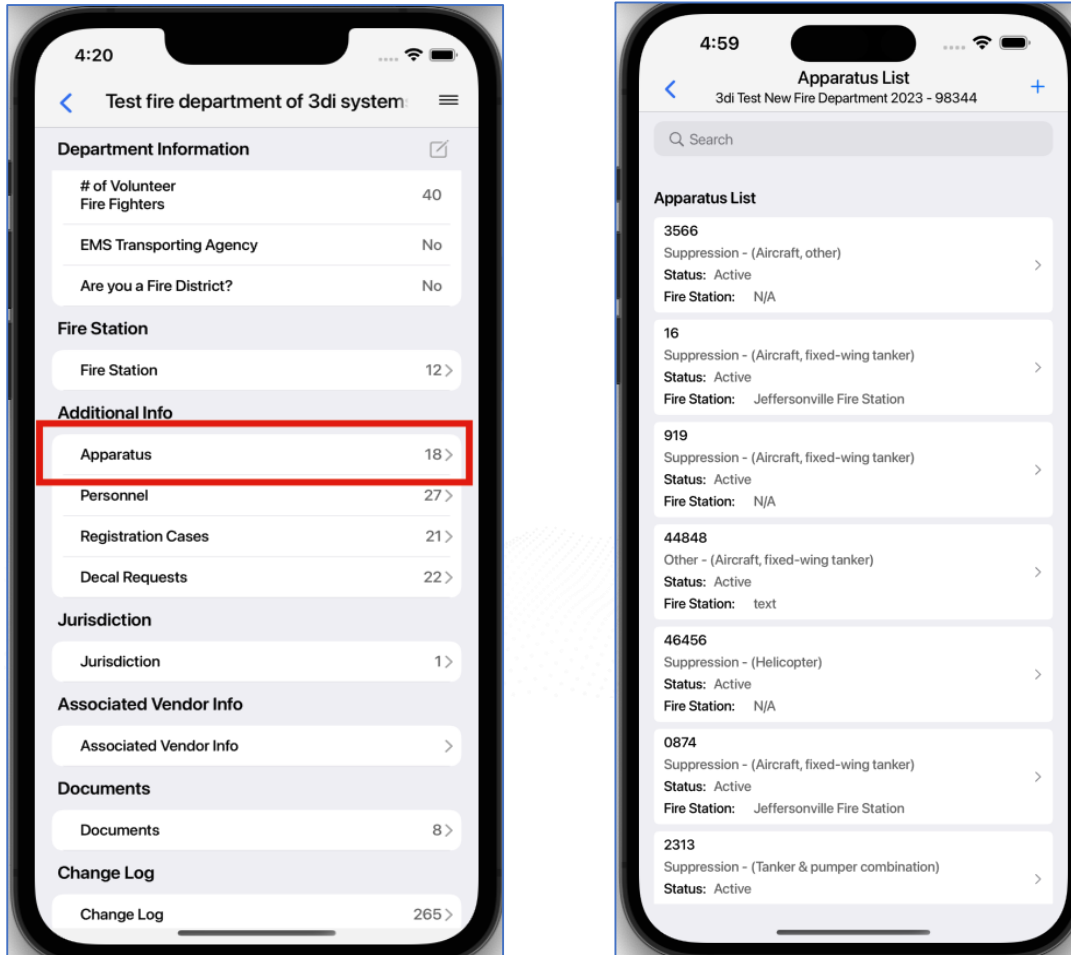 4:20
Test fire department of 3di system
Department Information
# of Volunteer
Fire Fighters
40
EMS Transporting Agency No
Are you a Fire District? No
Fire Station
Fire Station 12
Additional Info
Apparatus 18
Personnel 27
Registration Cases 21
Decal Requests 22
Jurisdiction
Jurisdiction 1
Associated Vendor Info
Associated Vendor Info
Documents
Documents 8
Change Log
Change Log 265
4:59
Apparatus List
3di Test New Fire Department 2023 - 98344
Search
Apparatus List
3566
Suppression - (Aircraft, other)
Status: Active
Fire Station: N/A
16
Suppression - (Aircraft, fixed-wing tanker)
Status: Active
Fire Station: Jeffersonville Fire Station
919
Suppression - (Aircraft, fixed-wing tanker)
Status: Active
Fire Station: N/A
44848
Other - (Aircraft, fixed-wing tanker)
Status: Active
Fire Station: text
46456
Suppression - (Helicopter)
Status: Active
Fire Station: N/A
0874
Suppression - (Aircraft, fixed-wing tanker)
Status: Active
Fire Station: Jeffersonville Fire Station
2313
Suppression - (Tanker & pumper combination)
Status: Active